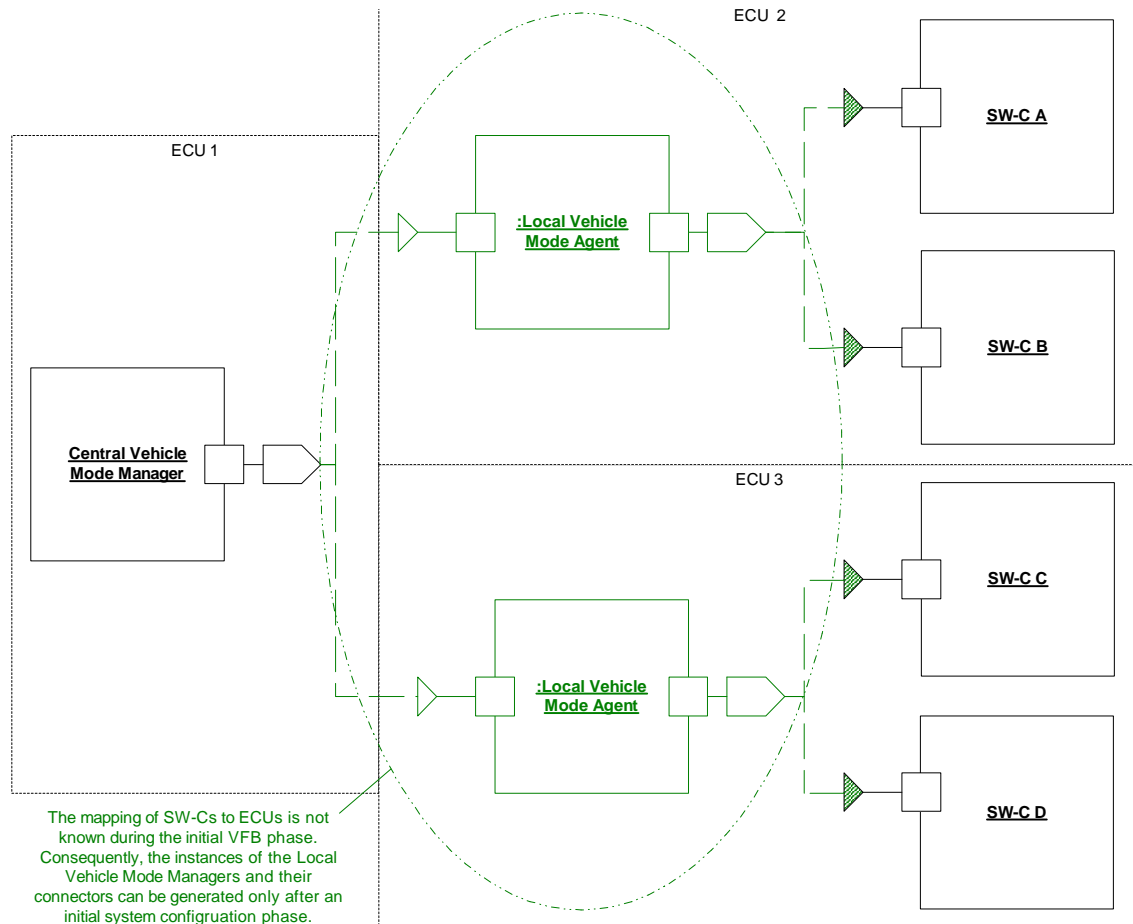 ECU 2
SW-C A
ECU 1
:Local Vehicle
Mode Agent
SW-C B
Central Vehicle
Mode Manager
ECU 3
SW-C C
:Local Vehicle
Mode Agent
SW-C D
The mapping of SW-Cs to ECUs is not
known during the initial VFB phase.
Consequently, the instances of the Local
Vehicle Mode Managers and their
connectors can be generated only after an
initial system configruation phase.